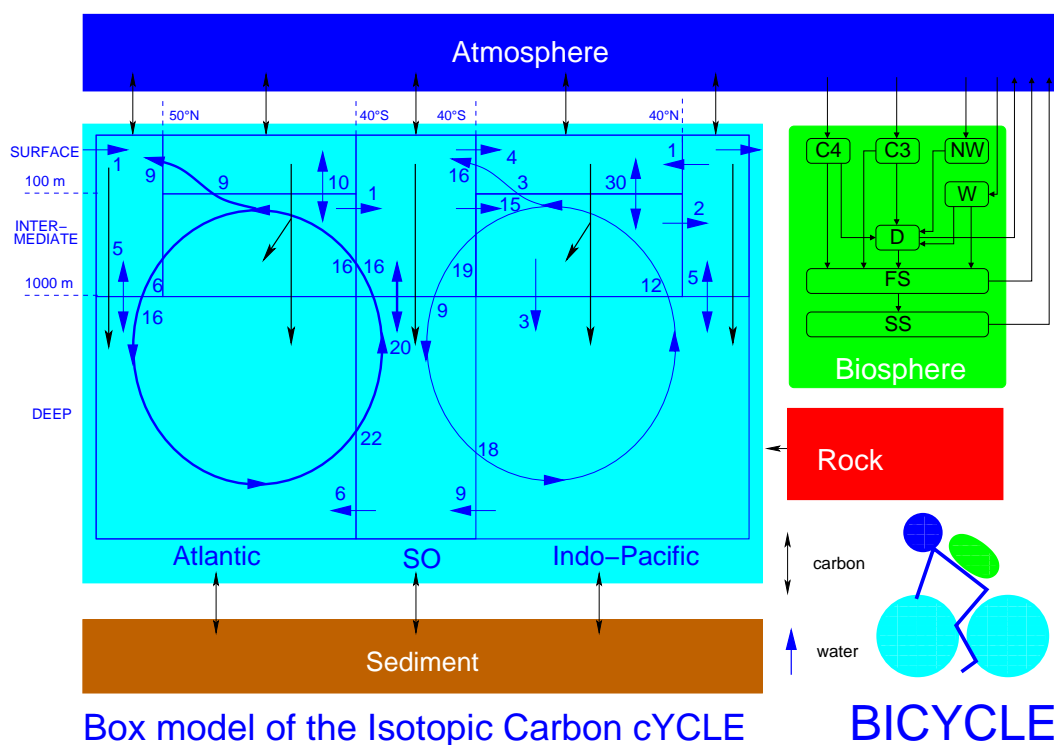 Atmosphere
50°N
40°S
40°S
40°N
SURFACE
1
9
9
10
1
4
16
3
30
1
100 m
15
2
INTER–
MEDIATE
5
6
16
16
19
12
5
1000 m
16
9
3
20
DEEP
22
18
6
9
Atlantic
SO
Indo–Pacific
C4
C3
NW
W
D
FS
SS
Biosphere
Rock
carbon
water
Sediment
Box model of the Isotopic Carbon cYCLE
BICYCLE